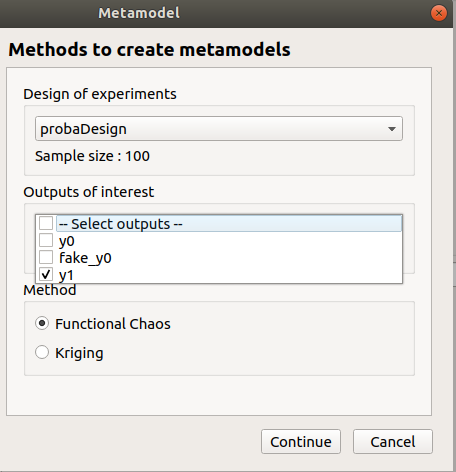 Metamodel
Methods to create metamodels
Design of experiments
probaDesign
Sample size : 100
Outputs of interest
-- Select outputs --
y0
fake_y0
y1
Method
Functional Chaos
Kriging
Continue
Cancel